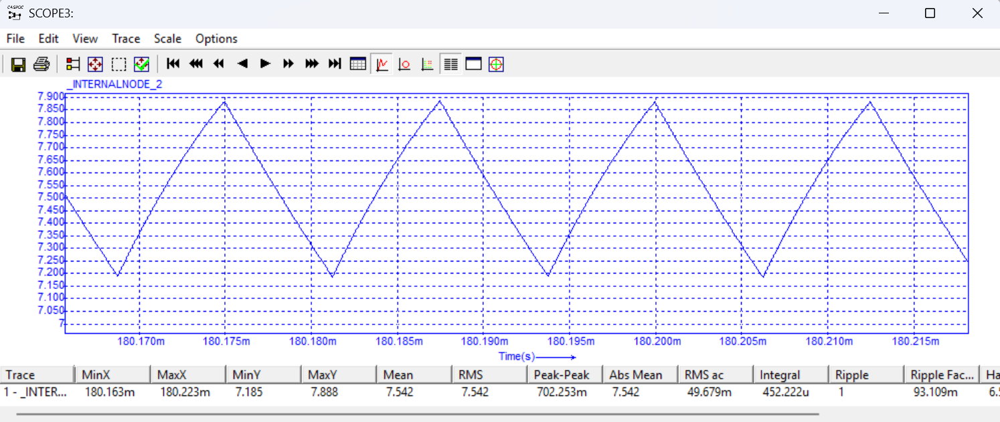 CASPOC
SCOPE3:
File Edit View Trace Scale Options
_INTERNALNODE_2
7.900
7.850
7.800
7.750
7.700
7.650
7.600
7.550
7.500
7.450
7.400
7.350
7.300
7.250
7.200
7.150
7.100
7.050
7
180.170m 180.175m 180.180m 180.185m 180.190m 180.195m 180.200m 180.205m 180.210m 180.215m
Time(s)
Trace MinX MaxX MinY MaxY Mean RMS Peak-Peak Abs Mean RMS ac Integral Ripple Ripple Fac... Ha
1 - _INTER... 180.163m 180.223m 7.185 7.888 7.542 7.542 702.253m 7.542 49.679m 452.222u 1 93.109m 6.5